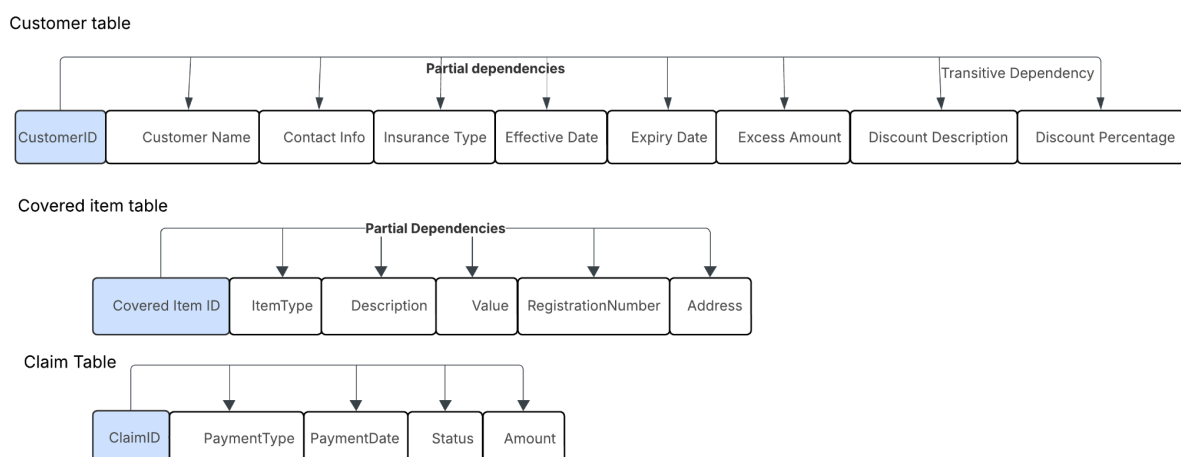 Customer table
Partial dependencies
Transitive Dependency
CustomerID Customer Name Contact Info Insurance Type Effective Date Expiry Date Excess Amount Discount Description Discount Percentage
Covered item table
Partial Dependencies
Covered Item ID ItemType Description Value RegistrationNumber Address
Claim Table
ClaimID PaymentType PaymentDate Status Amount